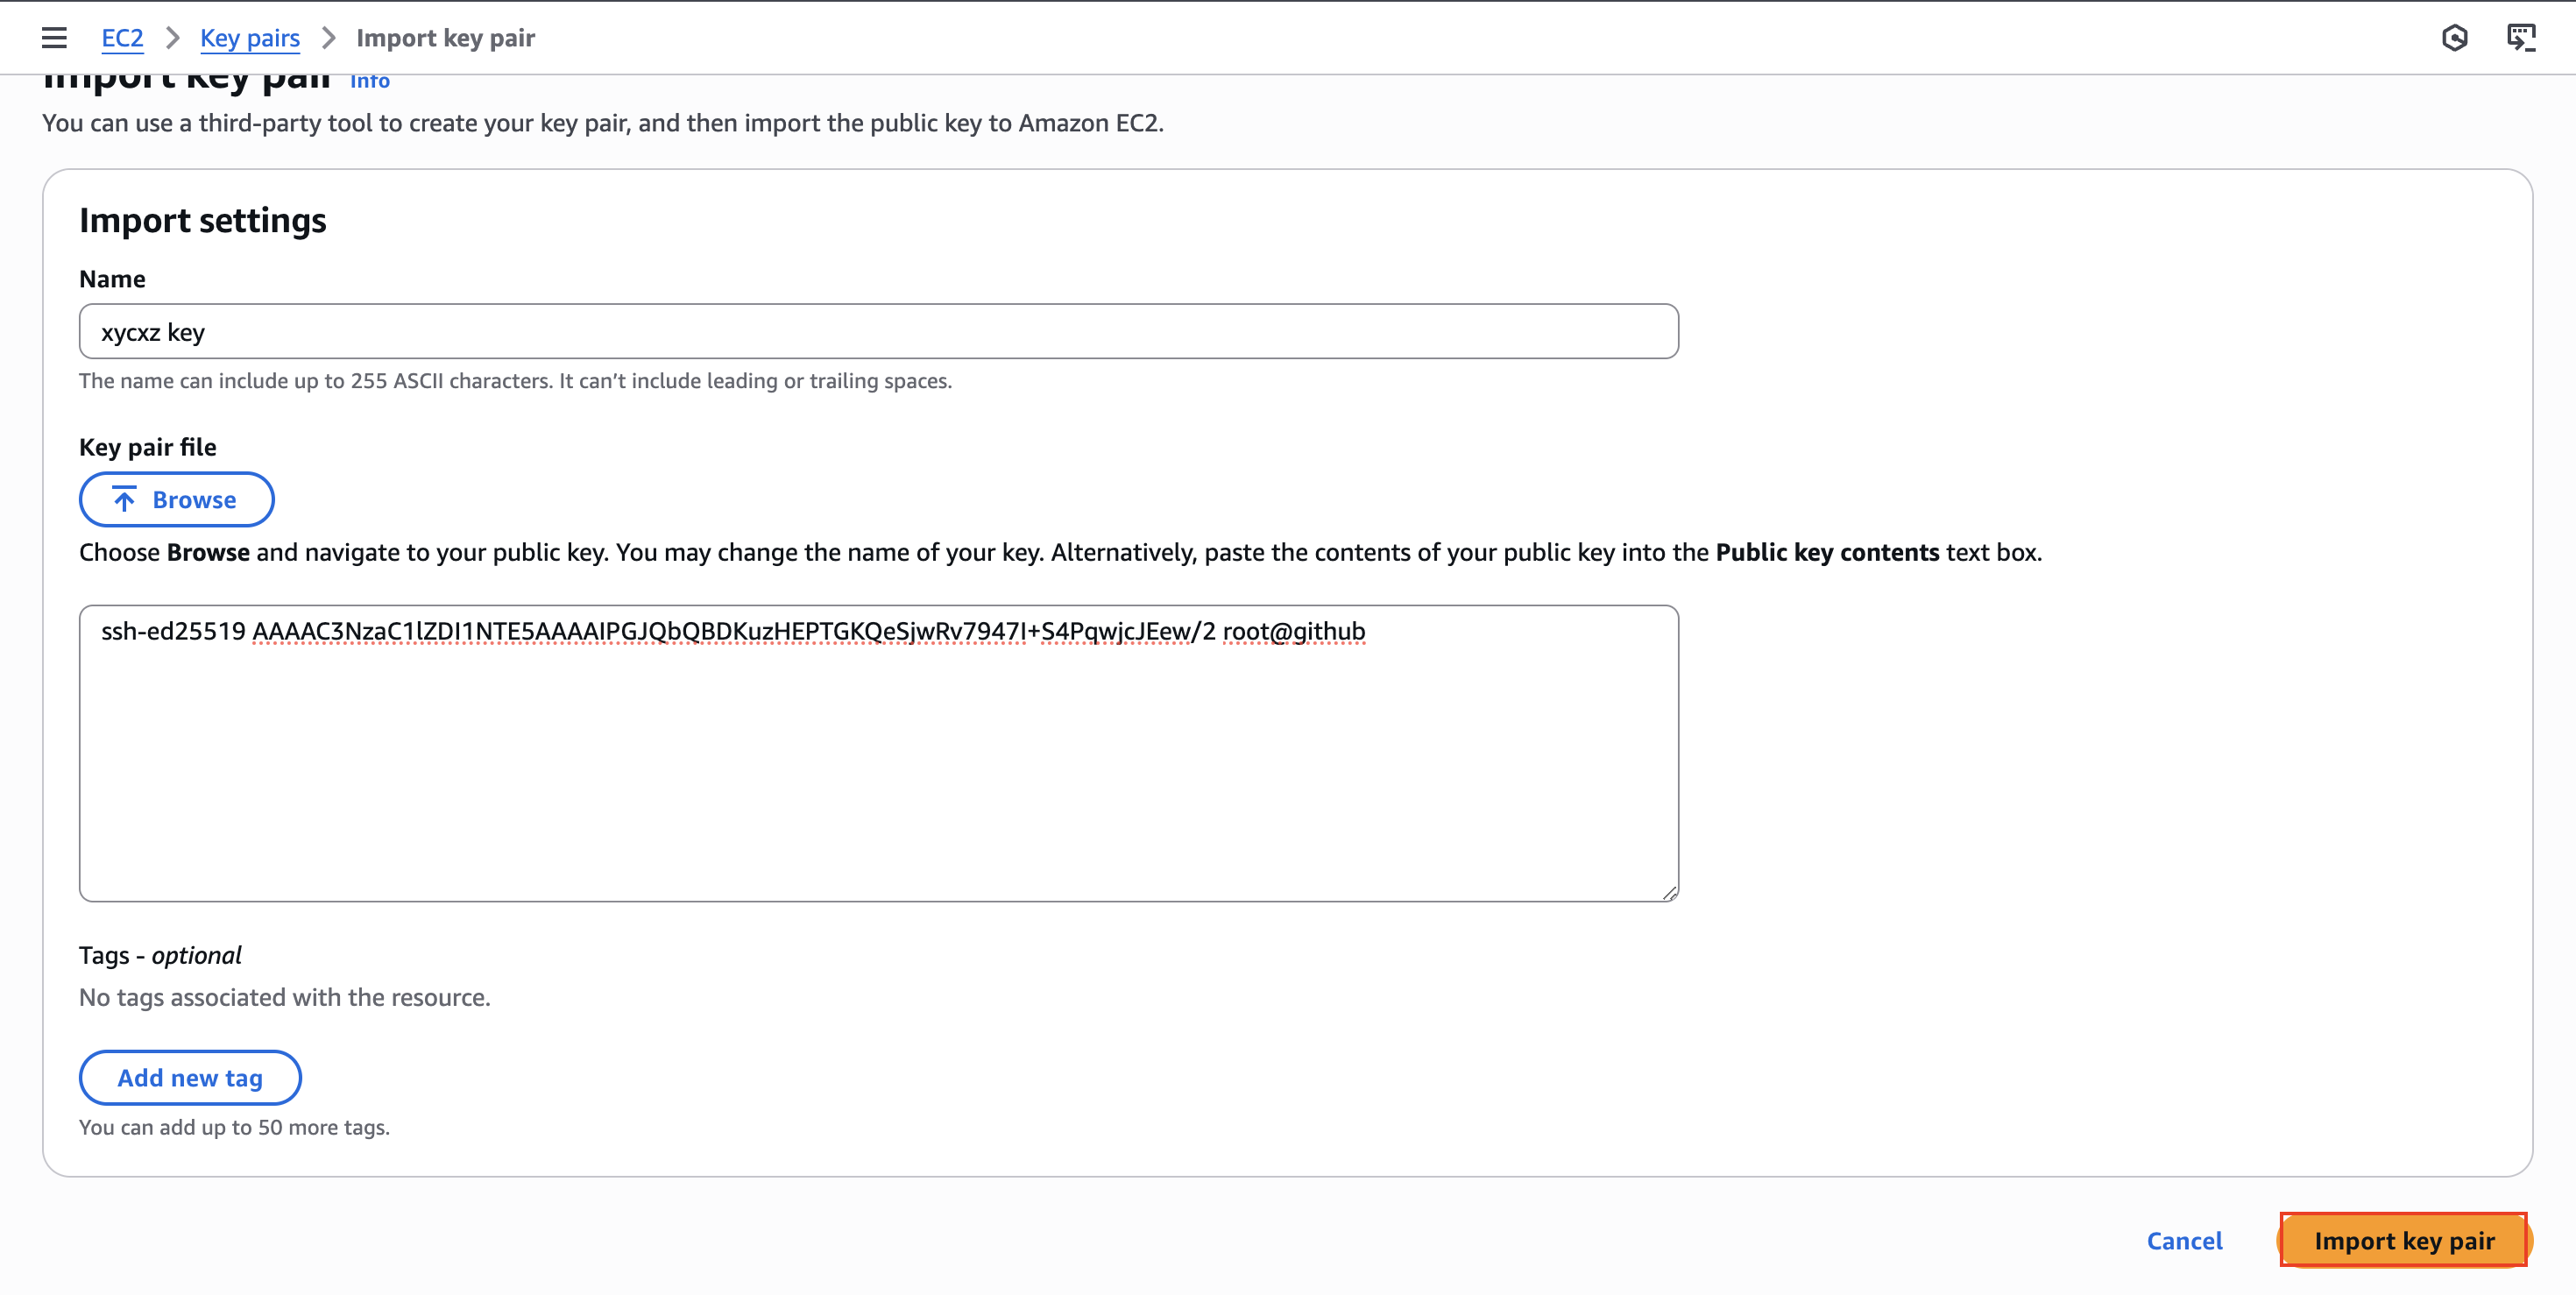 EC2 > Key pairs > Import key pair
Import key pair Info
You can use a third-party tool to create your key pair, and then import the public key to Amazon EC2.
Import settings
Name
xycxz key
The name can include up to 255 ASCII characters. It can’t include leading or trailing spaces.
Key pair file
Browse
Choose Browse and navigate to your public key. You may change the name of your key. Alternatively, paste the contents of your public key into the Public key contents text box.
ssh-ed25519 AAAAC3NzaC1lZDI1NTE5AAAAIPGJQbQBDKuzHEPTGKQeSjwRv7947I+S4PqwjcJEew/2 root@github
Tags - optional
No tags associated with the resource.
Add new tag
You can add up to 50 more tags.
Cancel
Import key pair